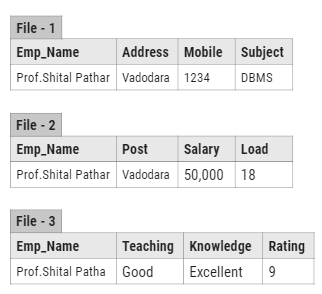 File - 1
Emp_Name Address Mobile Subject
Prof.Shital Pathar Vadodara 1234 DBMS
File - 2
Emp_Name Post Salary Load
Prof.Shital Pathar Vadodara 50,000 18
File - 3
Emp_Name Teaching Knowledge Rating
Prof.Shital Patha Good Excellent 9